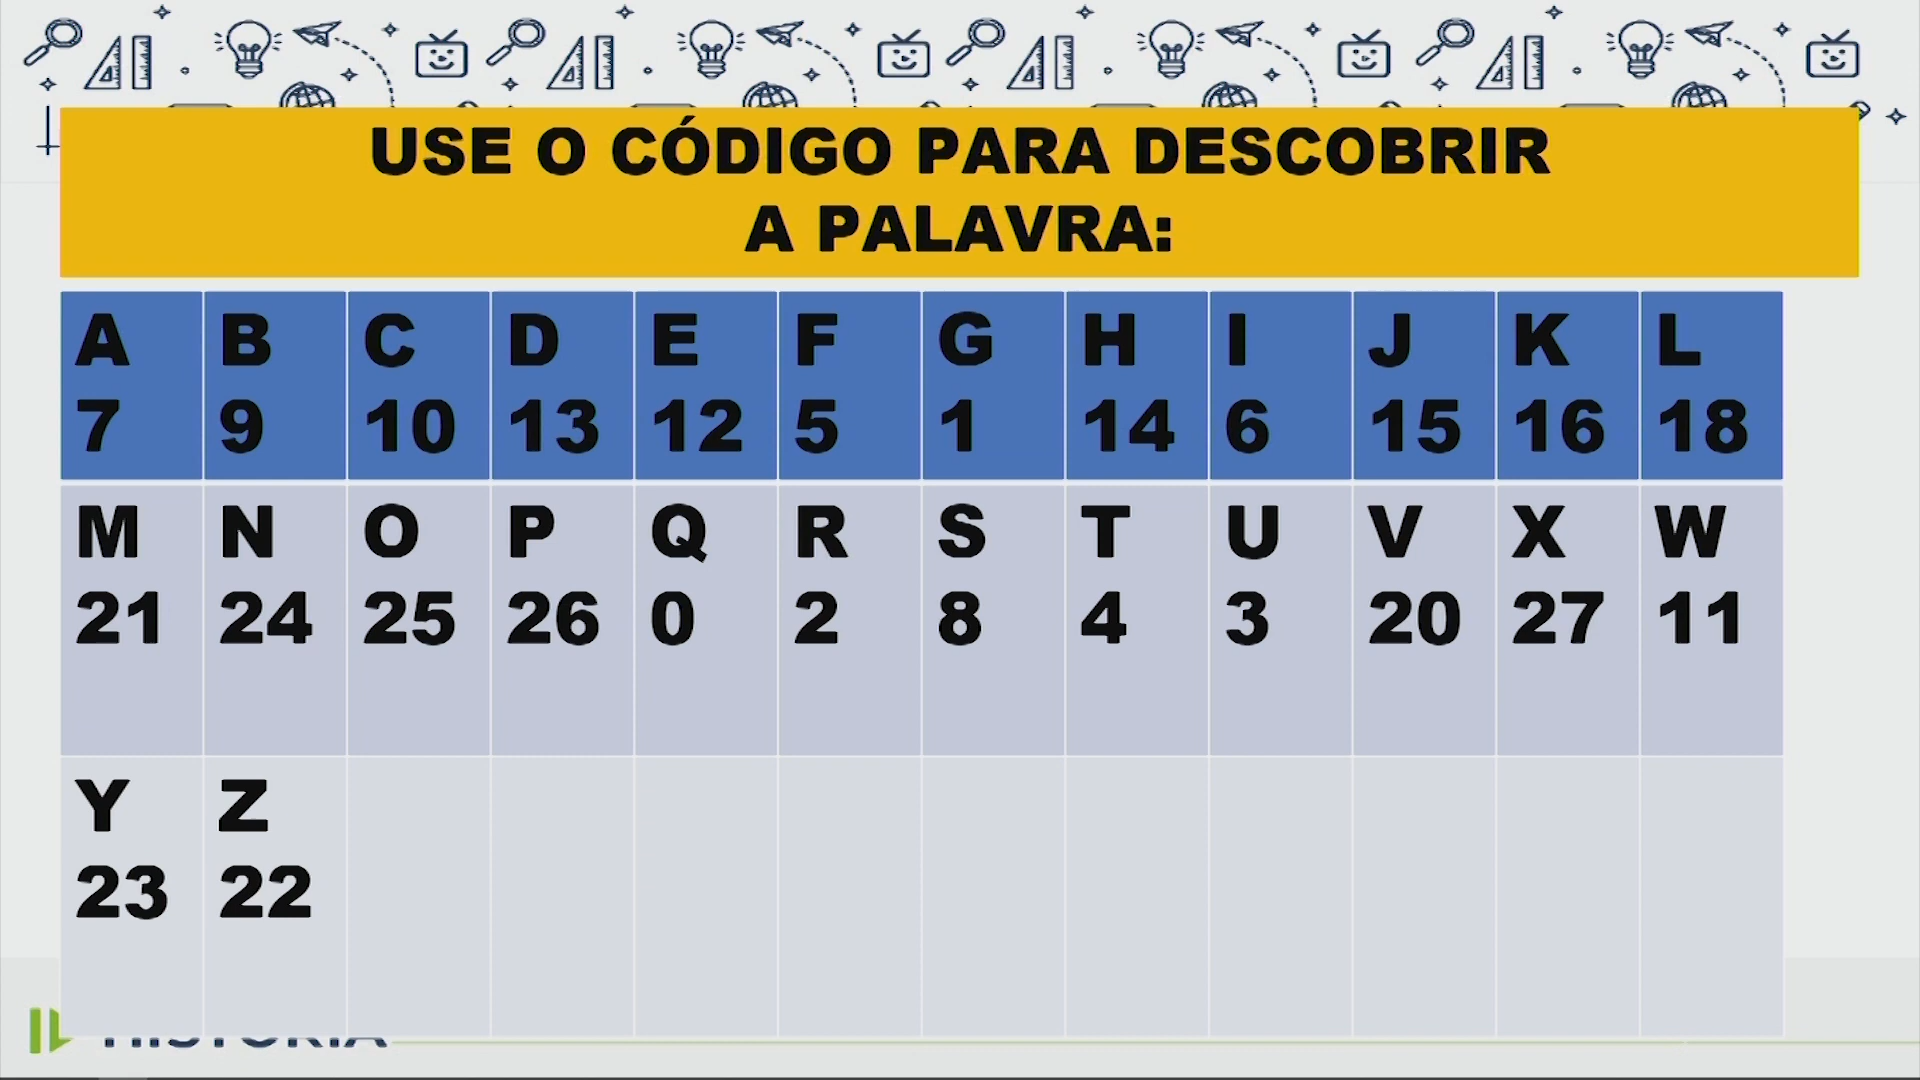 USE O CÓDIGO PARA DESCOBRIR
A PALAVRA:
A B C D E F G H I J K L
7 9 10 13 12 5 1 14 6 15 16 18
M N O P Q R S T U V X W
21 24 25 26 0 2 8 4 3 20 27 11
Y Z
23 22
HISTÓRIA